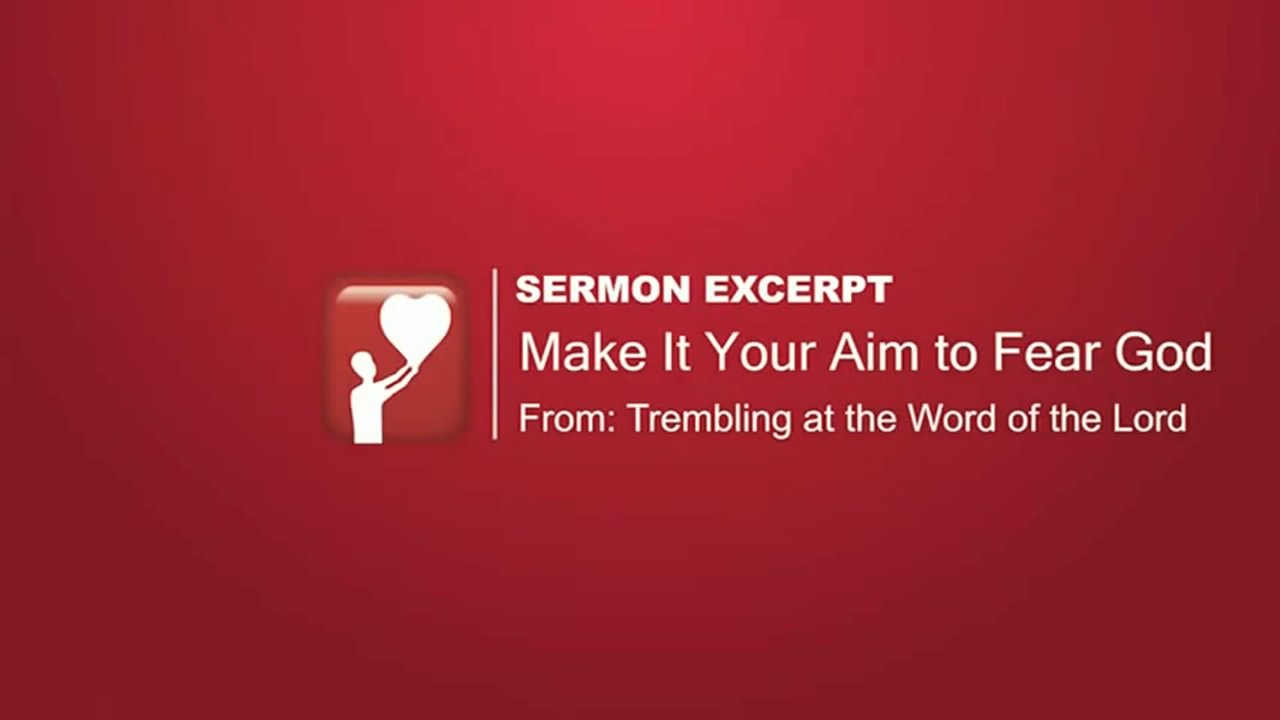 SERMON EXCERPT
Make It Your Aim to Fear God
From: Trembling at the Word of the Lord